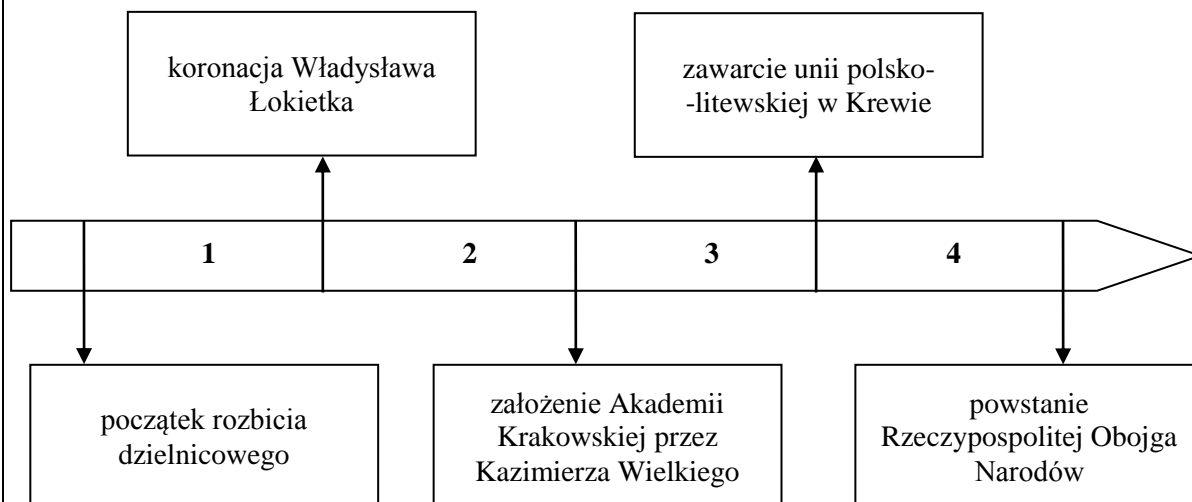 koronacja Władysława
Łokietka
zawarcie unii polsko-
-litewskiej w Krewie
1
2
3
4
początek rozbicia
dzielnicowego
założenie Akademii
Krakowskiej przez
Kazimierza Wielkiego
powstanie
Rzeczypospolitej Obojga
Narodów